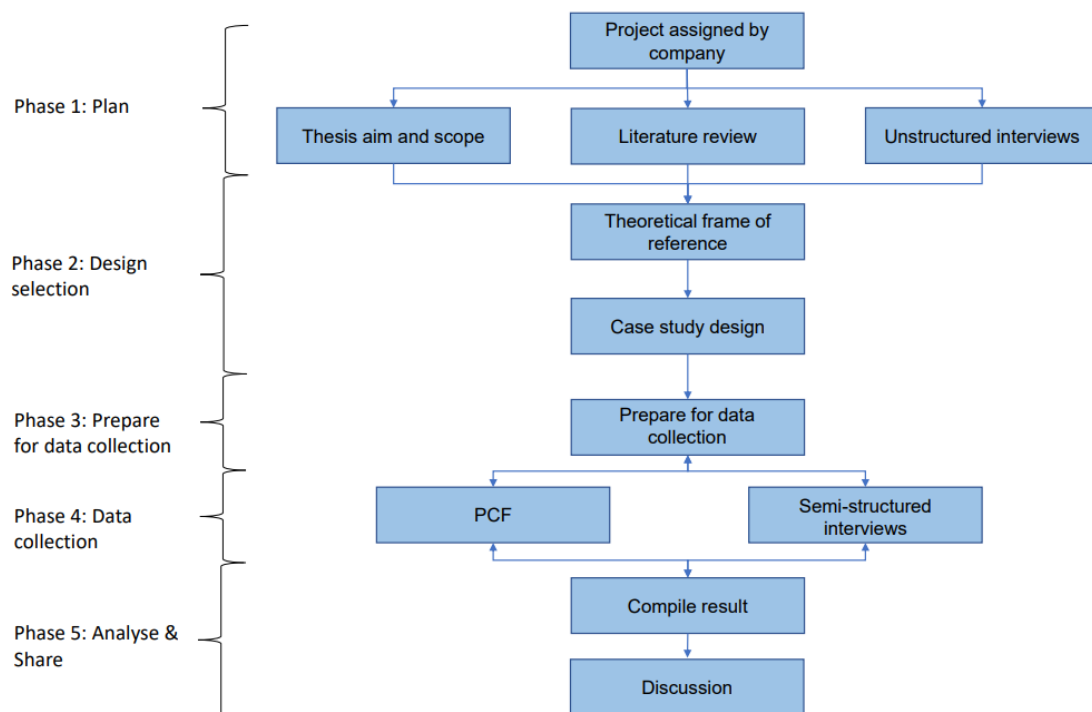 Project assigned by
company
Phase 1: Plan
Thesis aim and scope
Literature review
Unstructured interviews
Theoretical frame of
reference
Phase 2: Design
selection
Case study design
Phase 3: Prepare
for data collection
Prepare for data
collection
Phase 4: Data
collection
PCF
Semi-structured
interviews
Compile result
Phase 5: Analyse &
Share
Discussion